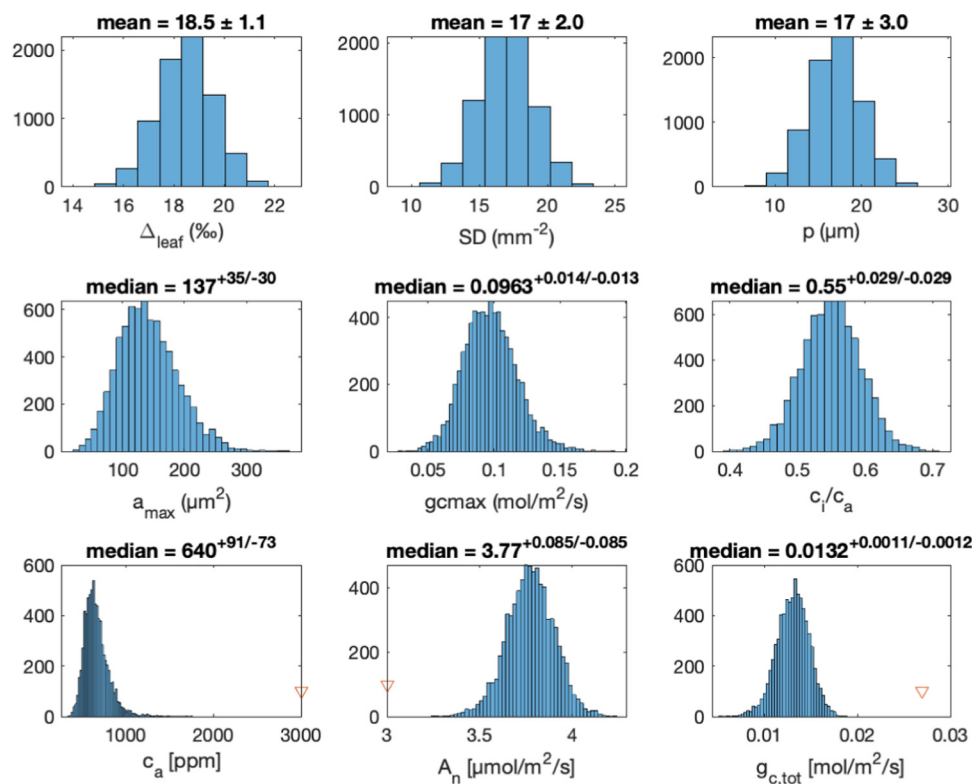 mean = 18.5 ± 1.1
mean = 17 ± 2.0
mean = 17 ± 3.0
2000
1000
0
14 16 18 20 22
Δleaf (‰)
2000
1000
0
10 15 20 25
SD (mm-2)
2000
1000
0
10 20 30
p (µm)
median = 137+35/-30
median = 0.0963+0.014/-0.013
median = 0.55+0.029/-0.029
600
400
200
0
100 200 300
amax (µm2)
400
200
0
0.05 0.1 0.15 0.2
gcmax (mol/m2/s)
600
400
200
0
0.4 0.5 0.6 0.7
ci/ca
median = 640+91/-73
median = 3.77+0.085/-0.085
median = 0.0132+0.0011/-0.0012
600
400
200
0
1000 2000 3000
ca [ppm]
400
200
0
3 3.5 4
An [µmol/m2/s]
600
400
200
0
0.01 0.02 0.03
gc,tot [mol/m2/s]